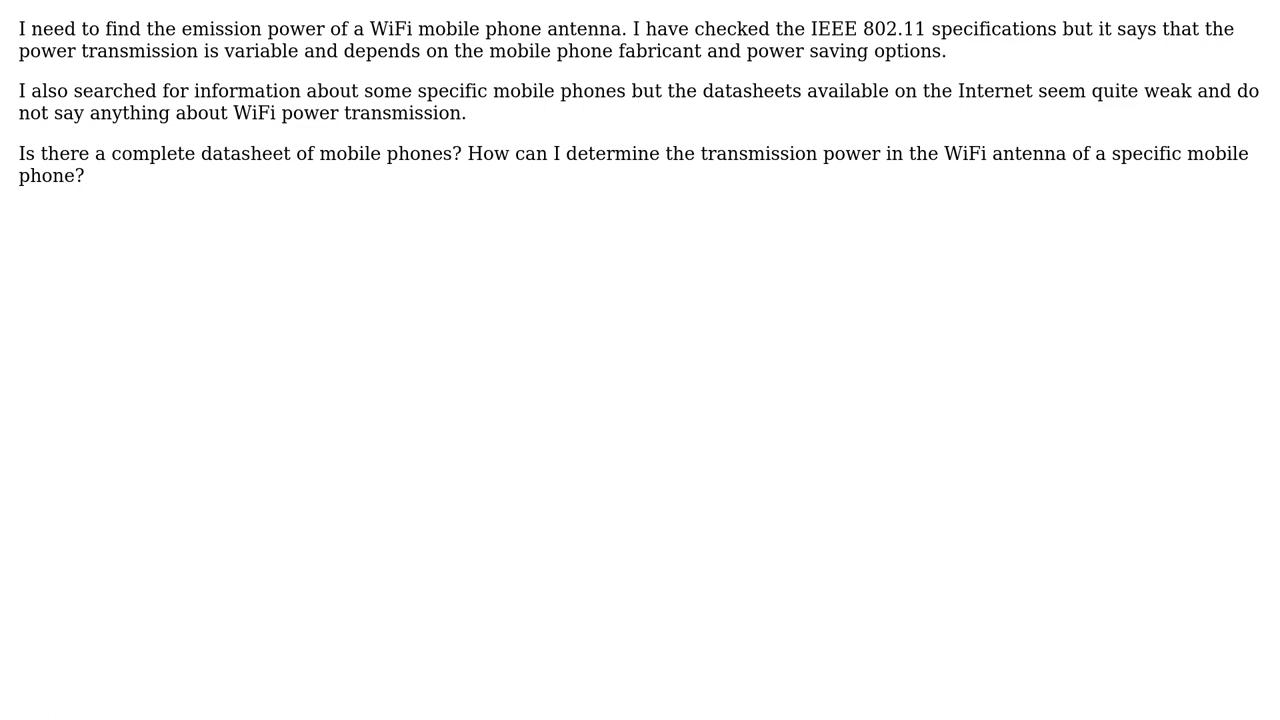 I need to find the emission power of a WiFi mobile phone antenna. I have checked the IEEE 802.11 specifications but it says that the
power transmission is variable and depends on the mobile phone fabricant and power saving options.
I also searched for information about some specific mobile phones but the datasheets available on the Internet seem quite weak and do
not say anything about WiFi power transmission.
Is there a complete datasheet of mobile phones? How can I determine the transmission power in the WiFi antenna of a specific mobile
phone?